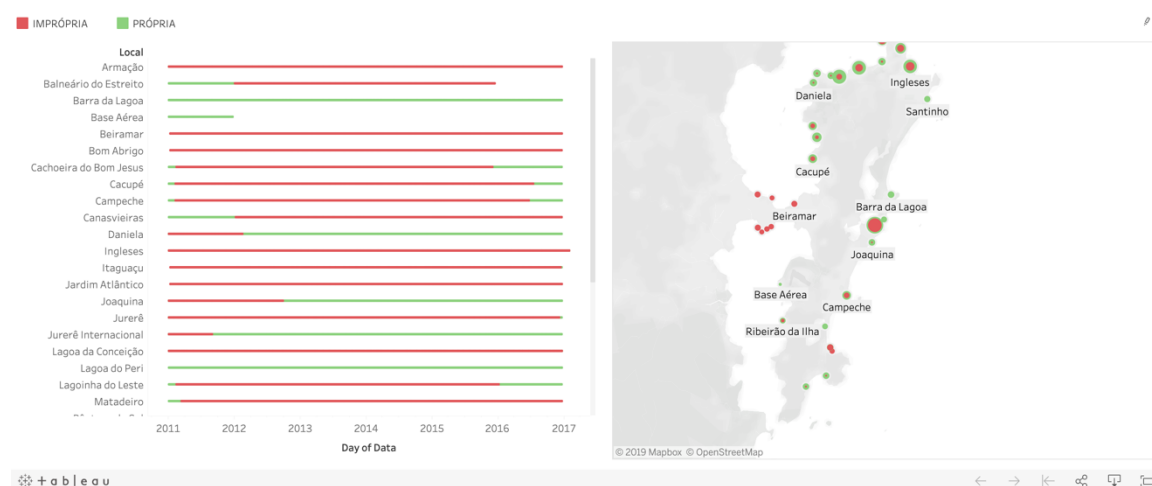 IMPRÓPRIA
PRÓPRIA
Local
Armação
Balneário do Estreito
Barra da Lagoa
Base Aérea
Beiramar
Bom Abrigo
Cachoeira do Bom Jesus
Cacupé
Campeche
Canasvieiras
Daniela
Ingleses
Itaguaçu
Jardim Atlântico
Joaquina
Jurerê
Jurerê Internacional
Lagoa da Conceição
Lagoa do Peri
Lagoinha do Leste
Matadeiro
2011 2012 2013 2014 2015 2016 2017
Day of Data
Ingleses
Daniela
Santinho
Cacupé
Barra da Lagoa
Beiramar
Joaquina
Base Aérea
Campeche
Ribeirão da Ilha
© 2019 Mapbox © OpenStreetMap
+ a b l e a u